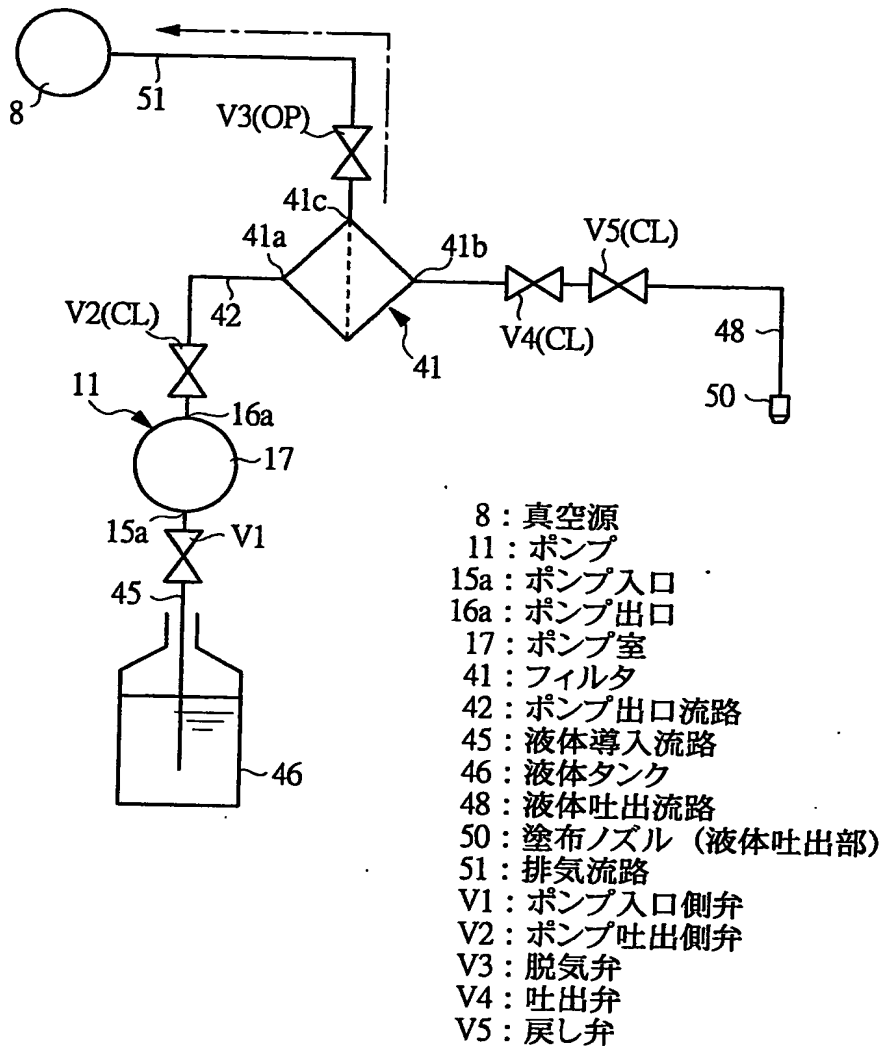 8
51
V3(OP)
41c
41a
41b
V5(CL)
42
V2(CL)
V4(CL)
41
48
50
11
16a
17
15a
V1
45
46
8：真空源
11：ポンプ
15a：ポンプ入口
16a：ポンプ出口
17：ポンプ室
41：フィルタ
42：ポンプ出口流路
45：液体導入流路
46：液体タンク
48：液体吐出流路
50：塗布ノズル（液体吐出部）
51：排気流路
V1：ポンプ入口側弁
V2：ポンプ吐出側弁
V3：脱気弁
V4：吐出弁
V5：戻し弁